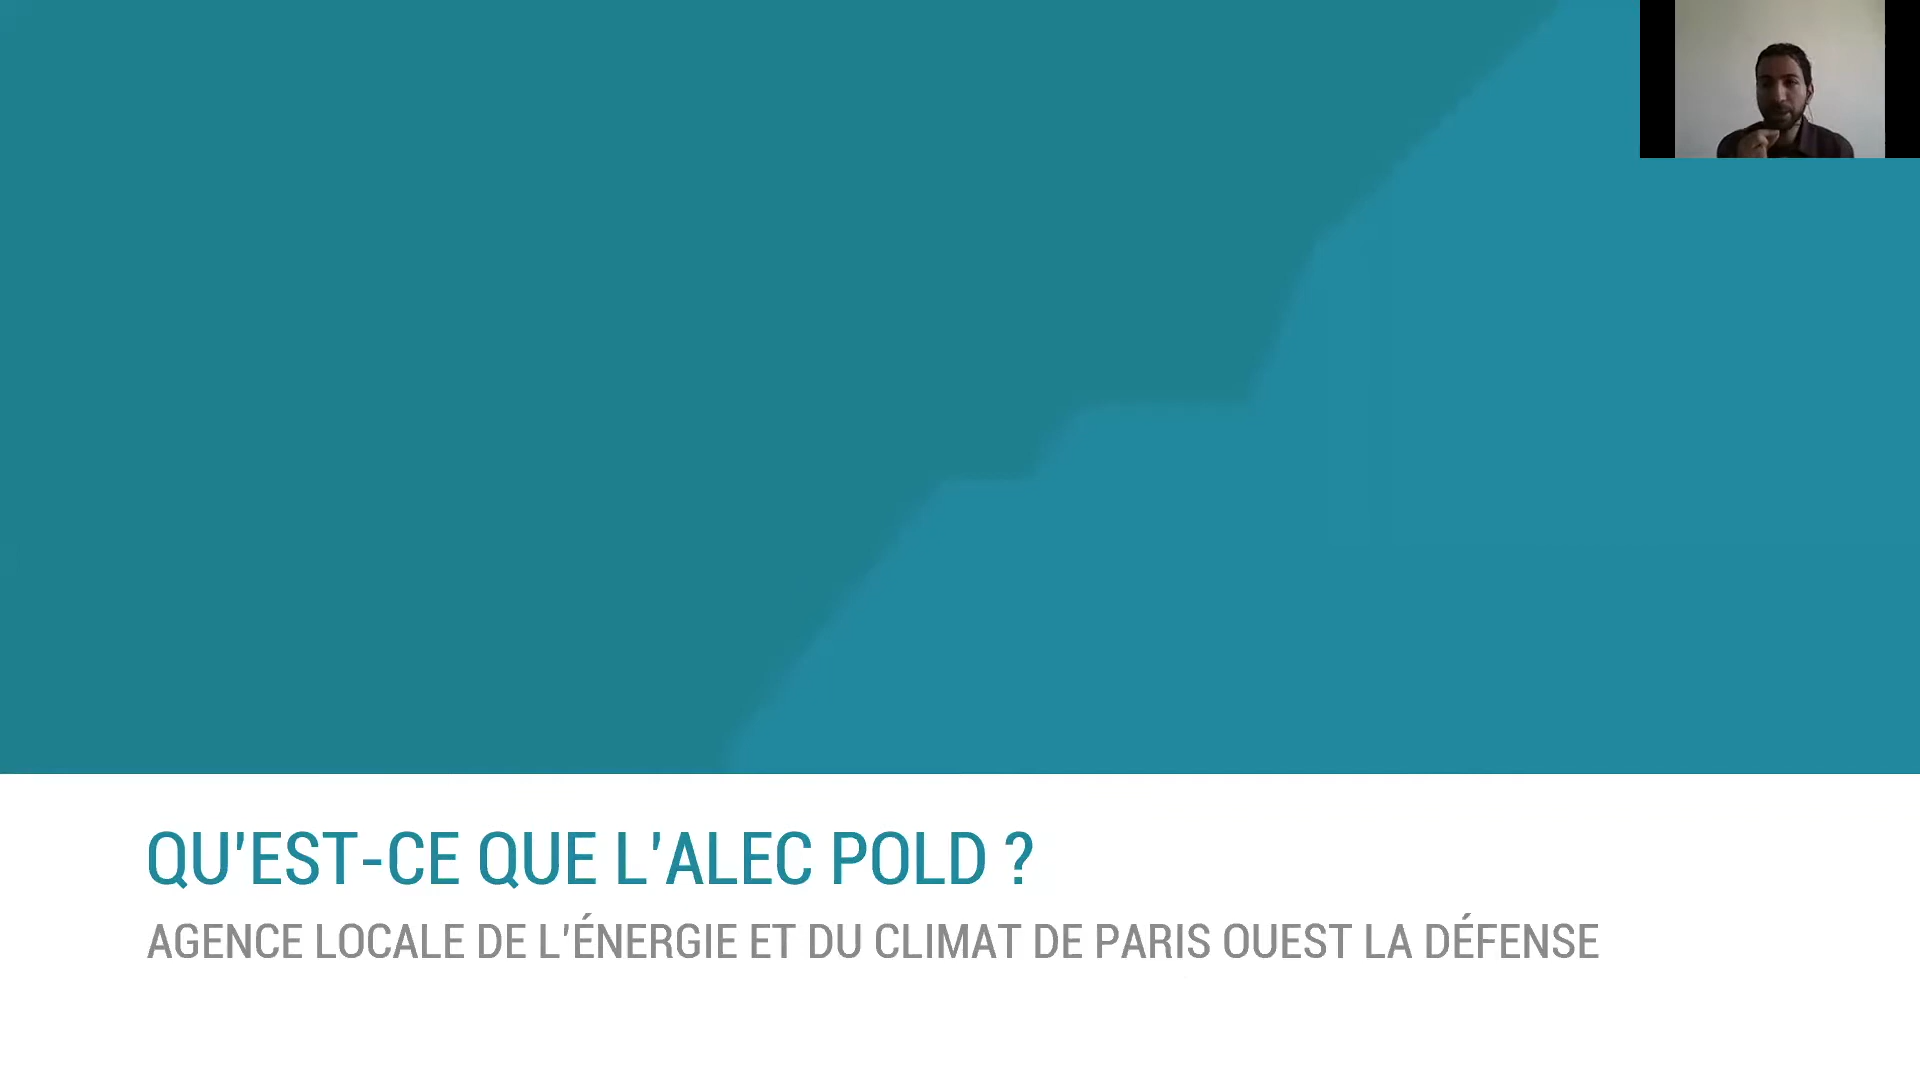 QU'EST-CE QUE L'ALEC POLD ?
AGENCE LOCALE DE L'ÉNERGIE ET DU CLIMAT DE PARIS OUEST LA DÉFENSE